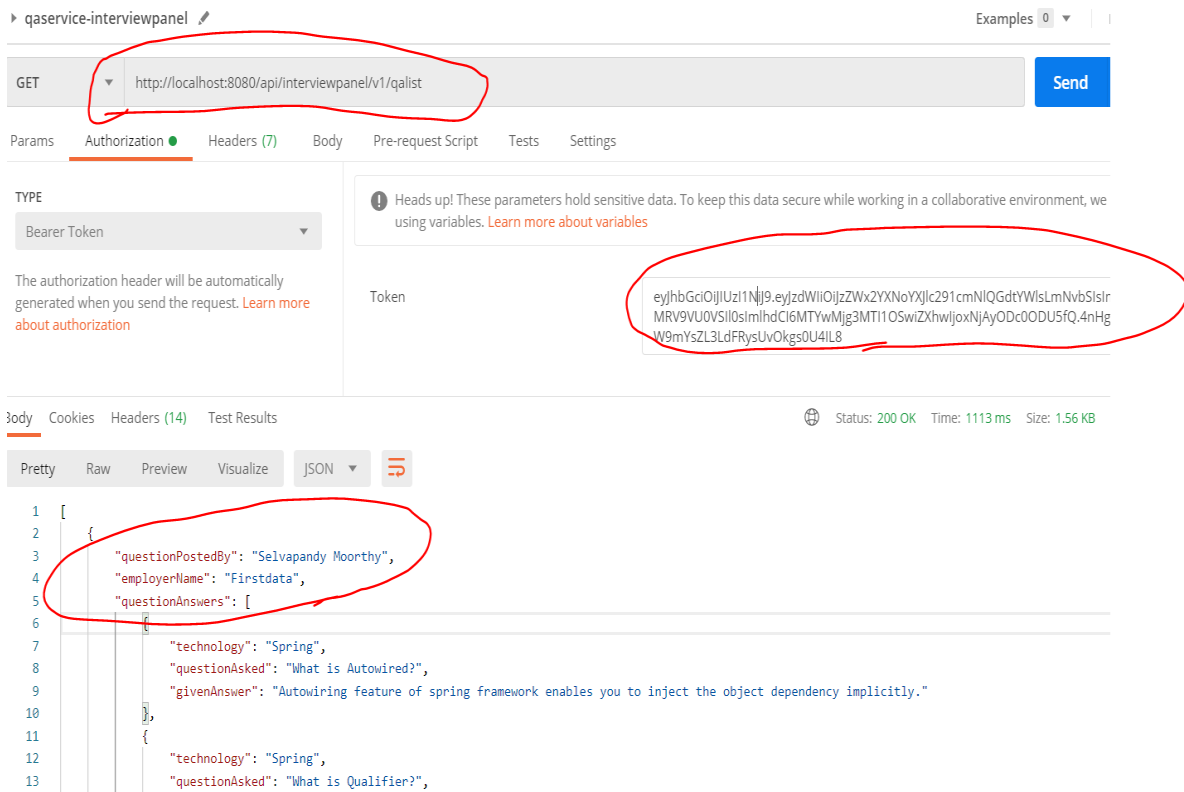 qaservice-interviewpanel
Examples 0
GET http://localhost:8080/api/interviewpanel/v1/qalist Send
Params Authorization Headers (7) Body Pre-request Script Tests Settings
TYPE
Bearer Token
The authorization header will be automatically
generated when you send the request. Learn more
about authorization
Heads up! These parameters hold sensitive data. To keep this data secure while working in a collaborative environment, we
using variables. Learn more about variables
Token
eyJhbGciOiJIUzI1NiJ9.eyJzdWIiOiJzZWx2YXNoYXJlc291cmNlQGdtYWlsLmNvbSIsIn
MRV9VU0VSIl0sImlhdCI6MTYwMjg3MTI1OSwiZXhwIjoxNjAyODc0ODU5fQ.4nHg
W9mYsZL3LdFRysUvOkgs0U4IL8
Body Cookies Headers (14) Test Results
Status: 200 OK Time: 1113 ms Size: 1.56 KB
Pretty Raw Preview Visualize JSON
1 [
2 {
3 "questionPostedBy": "Selvapandy Moorthy",
4 "employerName": "Firstdata",
5 "questionAnswers": [
6 {
7 "technology": "Spring",
8 "questionAsked": "What is Autowired?",
9 "givenAnswer": "Autowiring feature of spring framework enables you to inject the object dependency implicitly."
10 },
11 {
12 "technology": "Spring",
13 "questionAsked": "What is Qualifier?",